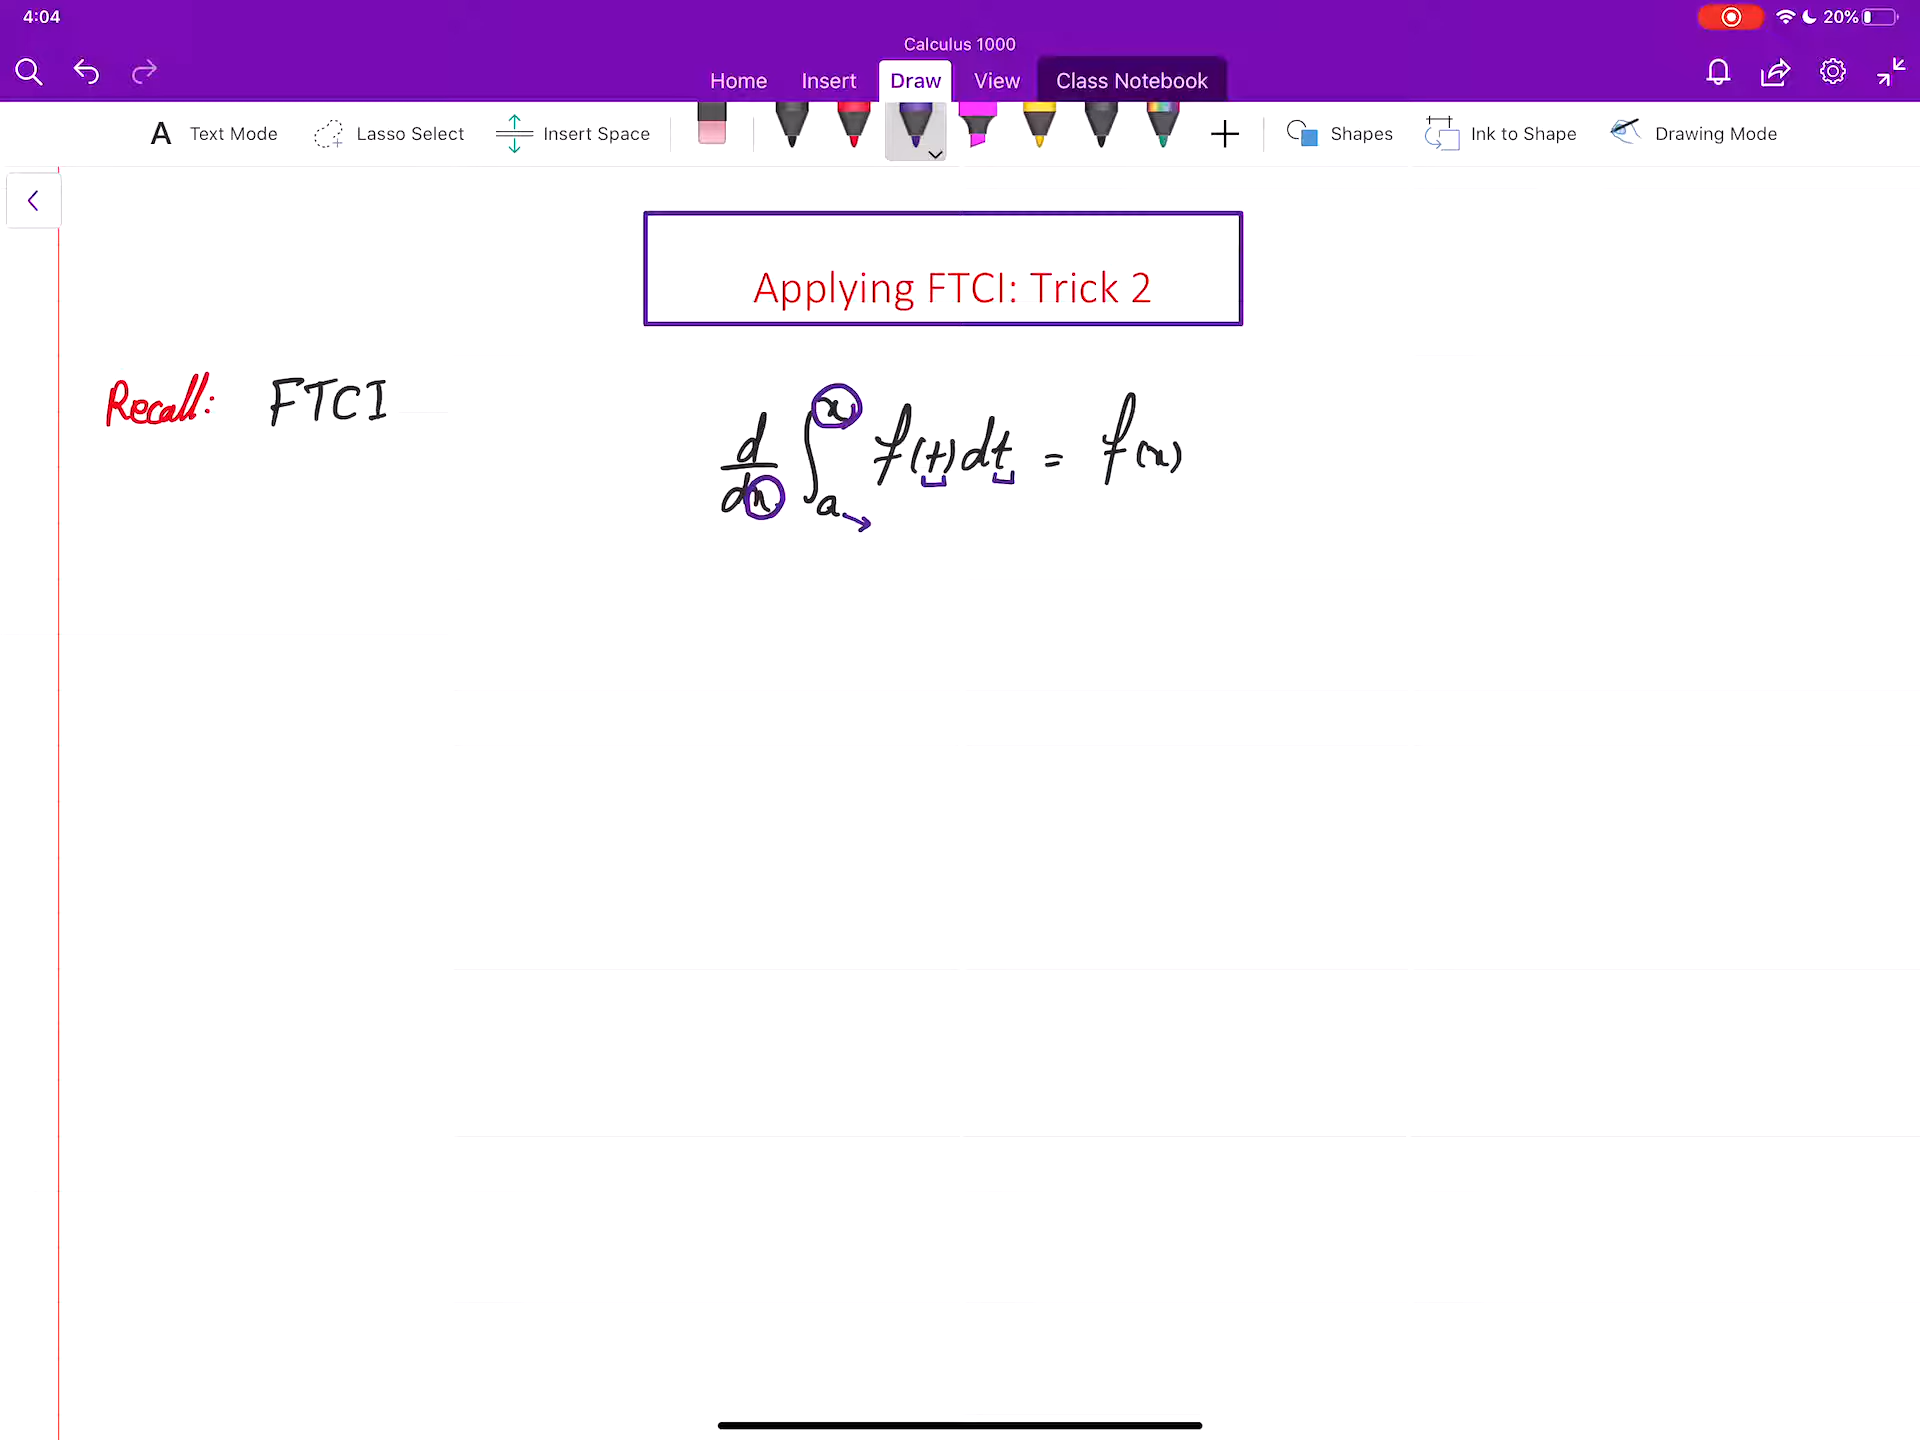 4:04
20%
Calculus 1000
Home Insert Draw View Class Notebook
A Text Mode Lasso Select Insert Space Shapes Ink to Shape Drawing Mode
Applying FTCI: Trick 2
Recall: FTCI
d/dx ∫_a^x f(t)dt = f(x)